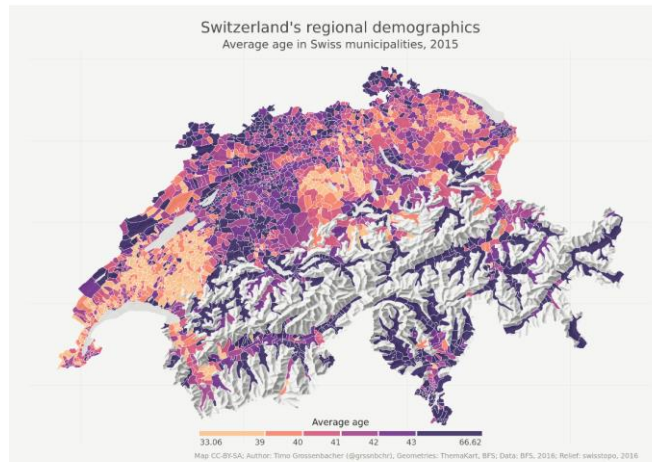 Switzerland's regional demographics
Average age in Swiss municipalities, 2015
Average age
33.06 39 40 41 42 43 66.62
Map CC-BY-SA; Author: Timo Grossenbacher (@grssnbchr), Geometries: ThemaKart, BFS; Data: BFS, 2016; Relief: swisstopo, 2016